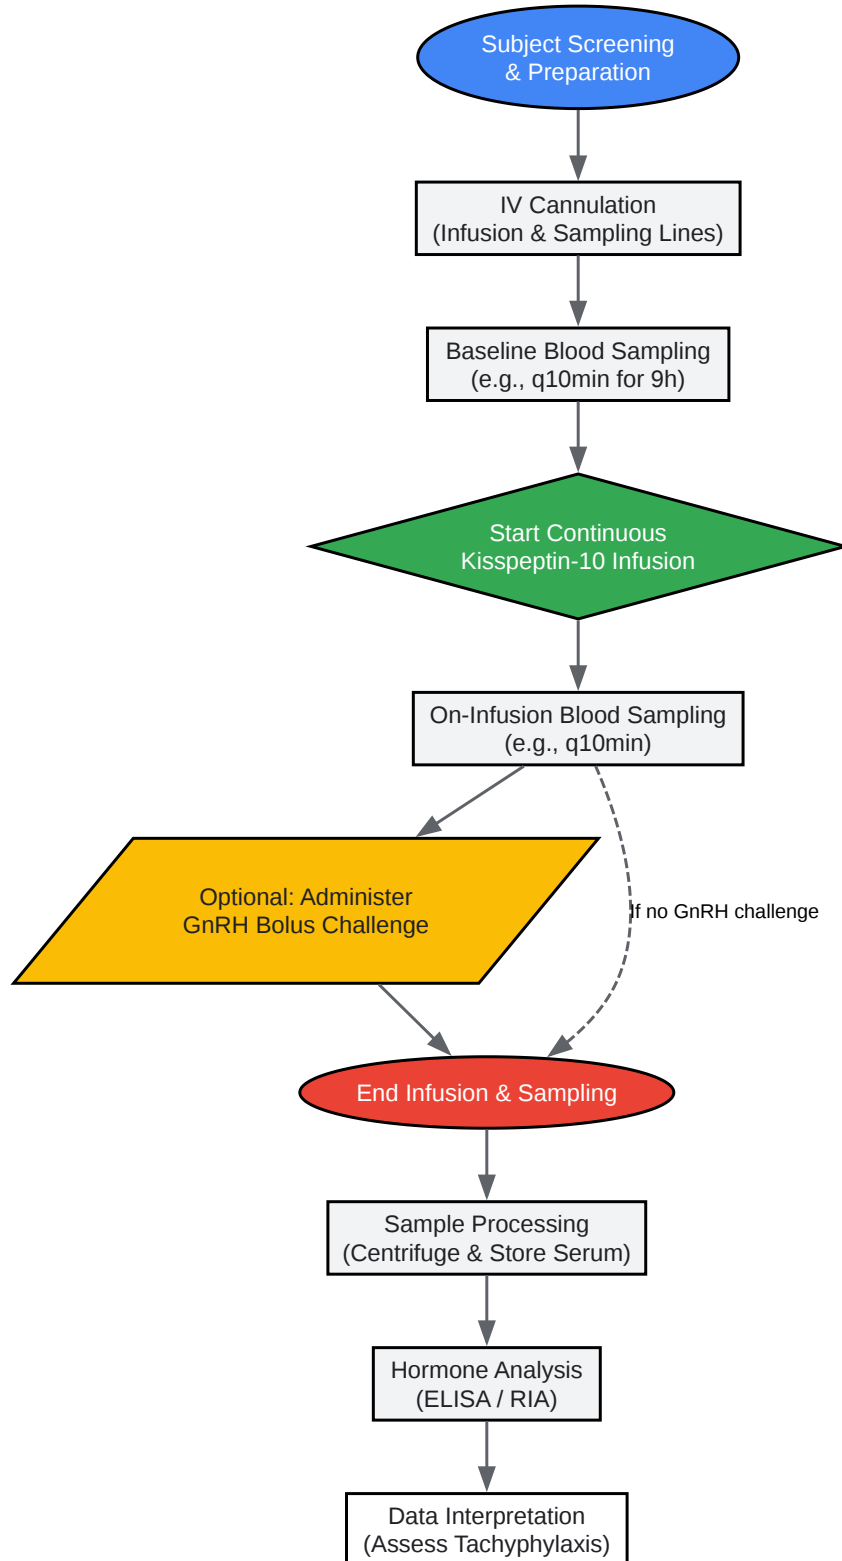 Subject Screening
& Preparation
IV Cannulation
(Infusion & Sampling Lines)
Baseline Blood Sampling
(e.g., q10min for 9h)
Start Continuous
Kisspeptin-10 Infusion
On-Infusion Blood Sampling
(e.g., q10min)
Optional: Administer
GnRH Bolus Challenge
If no GnRH challenge
End Infusion & Sampling
Sample Processing
(Centrifuge & Store Serum)
Hormone Analysis
(ELISA / RIA)
Data Interpretation
(Assess Tachyphylaxis)